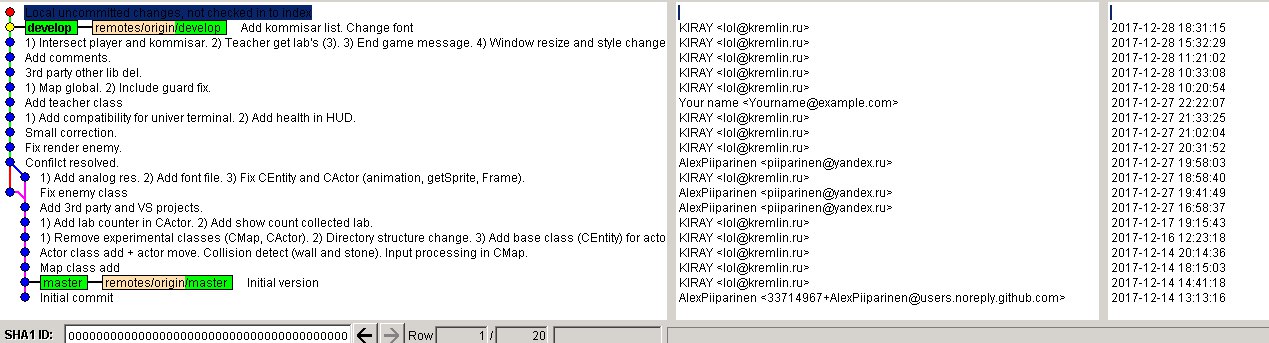 Local uncommitted changes, not checked in to index
develop remotes/origin/develop Add kommisar list. Change font KIRAY <lol@kremlin.ru> 2017-12-28 18:31:15
1) Intersect player and kommisar. 2) Teacher get lab's (3). 3) End game message. 4) Window resize and style change KIRAY <lol@kremlin.ru> 2017-12-28 15:32:29
Add comments. KIRAY <lol@kremlin.ru> 2017-12-28 11:21:02
3rd party other lib del. KIRAY <lol@kremlin.ru> 2017-12-28 10:33:08
1) Map global. 2) Include guard fix. KIRAY <lol@kremlin.ru> 2017-12-28 10:20:54
Add teacher class Your name <Yourname@example.com> 2017-12-27 22:22:07
1) Add compatibility for univer terminal. 2) Add health in HUD. KIRAY <lol@kremlin.ru> 2017-12-27 21:33:25
Small correction. KIRAY <lol@kremlin.ru> 2017-12-27 21:02:04
Fix render enemy. KIRAY <lol@kremlin.ru> 2017-12-27 20:31:52
Confilct resolved. AlexPiiparinen <piiparinen@yandex.ru> 2017-12-27 19:58:03
1) Add analog res. 2) Add font file. 3) Fix CEntity and CActor (animation, getSprite, Frame). KIRAY <lol@kremlin.ru> 2017-12-27 18:58:40
Fix enemy class AlexPiiparinen <piiparinen@yandex.ru> 2017-12-27 19:41:49
Add 3rd party and VS projects. AlexPiiparinen <piiparinen@yandex.ru> 2017-12-27 16:58:37
1) Add lab counter in CActor. 2) Add show count collected lab. KIRAY <lol@kremlin.ru> 2017-12-17 19:15:43
1) Remove experimental classes (CMap, CActor). 2) Directory structure change. 3) Add base class (CEntity) for acto KIRAY <lol@kremlin.ru> 2017-12-16 12:23:18
Actor class add + actor move. Collision detect (wall and stone). Input processing in CMap. KIRAY <lol@kremlin.ru> 2017-12-14 20:14:36
Map class add KIRAY <lol@kremlin.ru> 2017-12-14 18:15:03
master remotes/origin/master Initial version KIRAY <lol@kremlin.ru> 2017-12-14 14:41:18
Initial commit AlexPiiparinen <33714967+AlexPiiparinen@users.noreply.github.com> 2017-12-14 13:13:16
SHA1 ID: 0000000000000000000000000000000000000000 Row 1 / 20